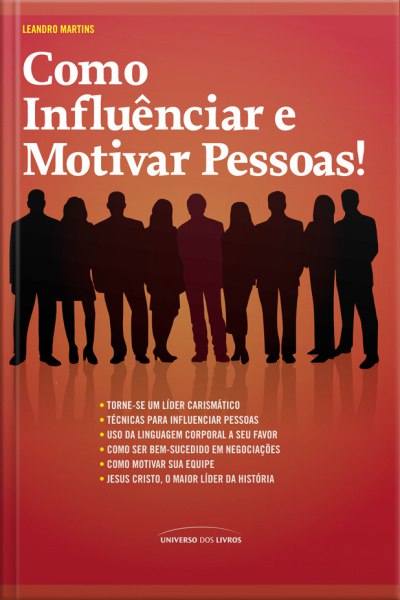 LEANDRO MARTINS
Como
Influênciar e
Motivar Pessoas!
• TORNE-SE UM LÍDER CARISMÁTICO
• TÉCNICAS PARA INFLUENCIAR PESSOAS
• USO DA LINGUAGEM CORPORAL A SEU FAVOR
• COMO SER BEM-SUCEDIDO EM NEGOCIAÇÕES
• COMO MOTIVAR SUA EQUIPE
• JESUS CRISTO, O MAIOR LÍDER DA HISTÓRIA
UNIVERSO DOS LIVROS